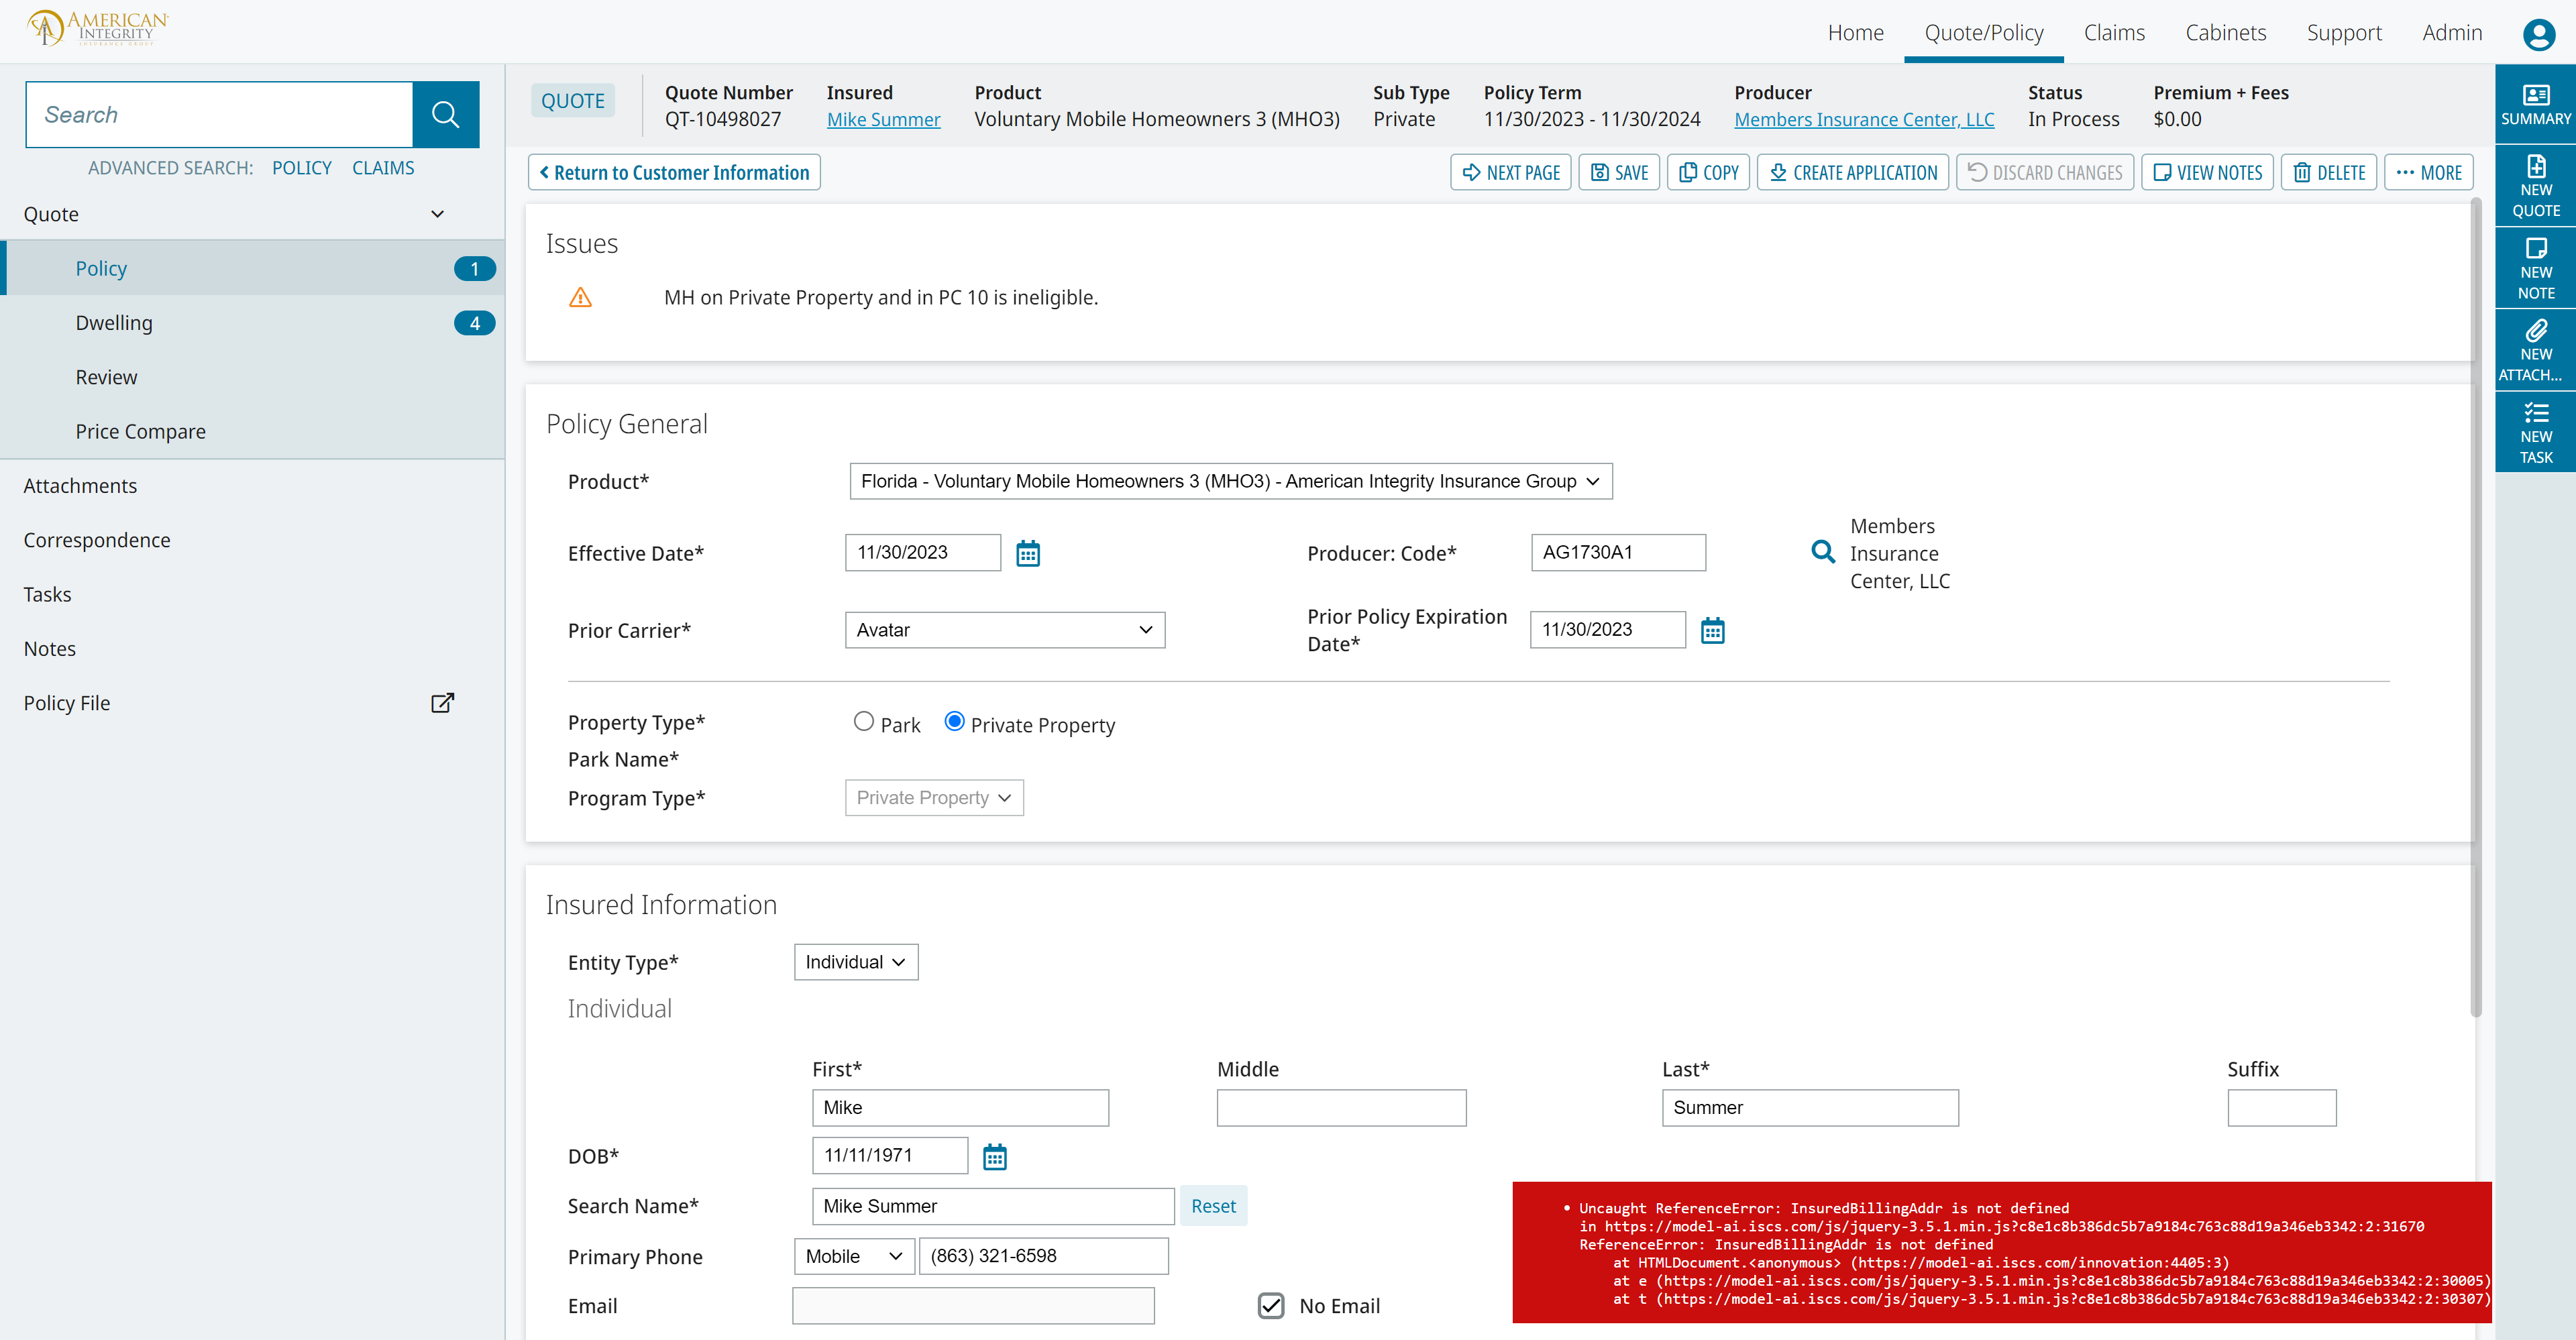 AMERICAN
INTEGRITY
INSURANCE GROUP
Home
Quote/Policy
Claims
Cabinets
Support
Admin
Search
ADVANCED SEARCH: POLICY CLAIMS
Quote
Policy 1
Dwelling 4
Review
Price Compare
Attachments
Correspondence
Tasks
Notes
Policy File
QUOTE
Quote Number
QT-10498027
Insured
Mike Summer
Product
Voluntary Mobile Homeowners 3 (MHO3)
Sub Type
Private
Policy Term
11/30/2023 - 11/30/2024
Producer
Members Insurance Center, LLC
Status
In Process
Premium + Fees
$0.00
Return to Customer Information
NEXT PAGE
SAVE
COPY
CREATE APPLICATION
DISCARD CHANGES
VIEW NOTES
DELETE
MORE
SUMMARY
NEW
QUOTE
NEW
NOTE
NEW
ATTACH...
NEW
TASK
Issues
MH on Private Property and in PC 10 is ineligible.
Policy General
Product* Florida - Voluntary Mobile Homeowners 3 (MHO3) - American Integrity Insurance Group
Effective Date* 11/30/2023
Producer: Code* AG1730A1
Members
Insurance
Center, LLC
Prior Carrier* Avatar
Prior Policy Expiration
Date*
11/30/2023
Property Type* Park Private Property
Park Name*
Program Type* Private Property
Insured Information
Entity Type* Individual
Individual
First* Middle Last* Suffix
Mike Summer
DOB* 11/11/1971
Search Name* Mike Summer Reset
Primary Phone Mobile (863) 321-6598
Email No Email
• Uncaught ReferenceError: InsuredBillingAddr is not defined
in https://model-ai.iscs.com/js/jquery-3.5.1.min.js?c8e1c8b386dc5b7a9184c763c88d19a346eb3342:2:31670
ReferenceError: InsuredBillingAddr is not defined
at HTMLDocument.<anonymous> (https://model-ai.iscs.com/innovation:4405:3)
at e (https://model-ai.iscs.com/js/jquery-3.5.1.min.js?c8e1c8b386dc5b7a9184c763c88d19a346eb3342:2:30005)
at t (https://model-ai.iscs.com/js/jquery-3.5.1.min.js?c8e1c8b386dc5b7a9184c763c88d19a346eb3342:2:30307)